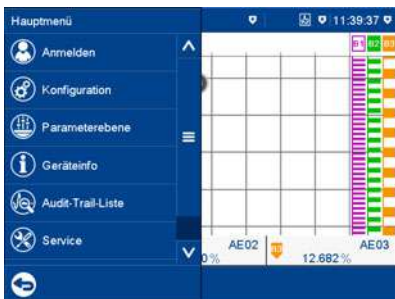 Hauptmenü 11:39:37
Anmelden
B1 B2 B3
Konfiguration
Parameterebene
Geräteinfo
Audit-Trail-Liste
Service
AE02 B3 AE03
0% 12.682%